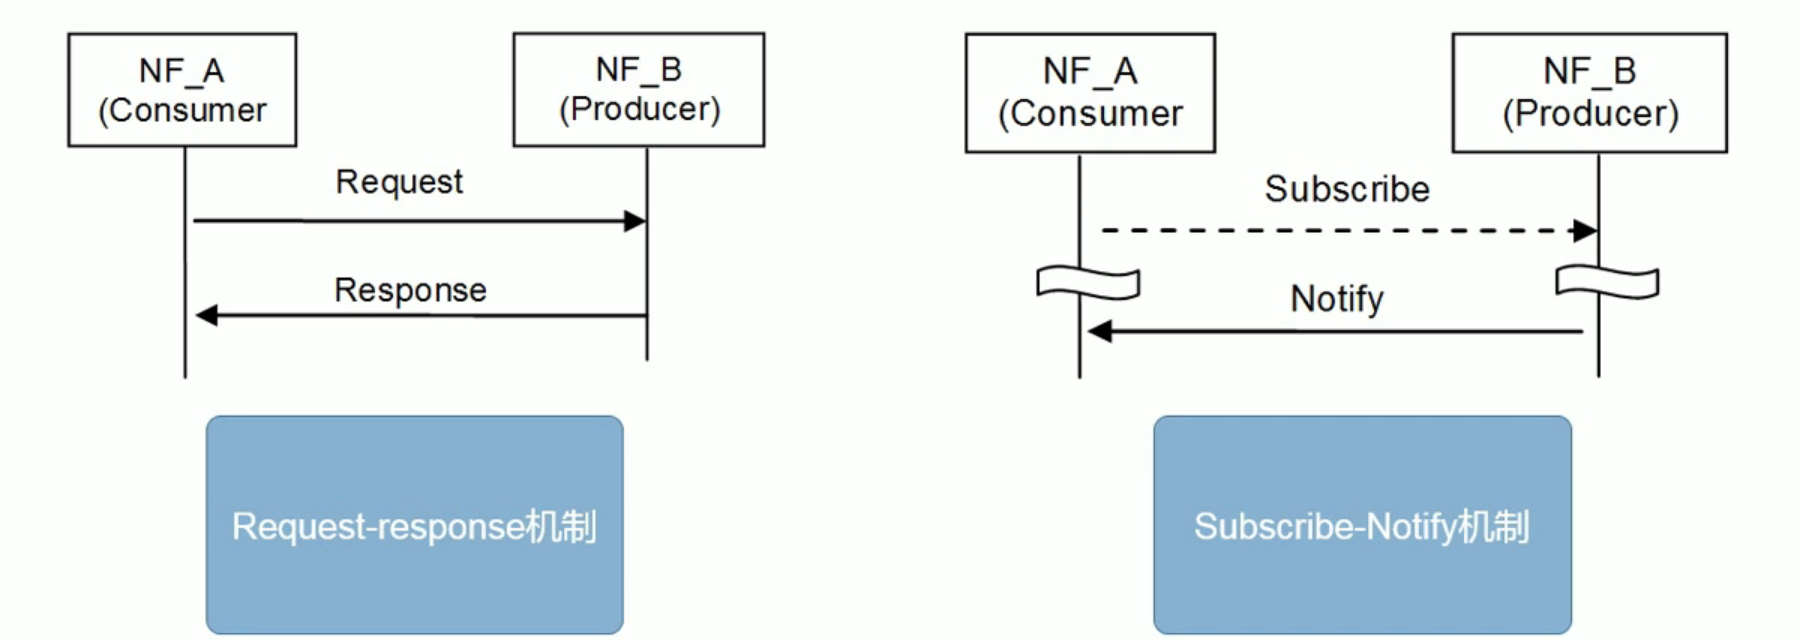 NF_A
(Consumer
NF_B
(Producer)
Request
Response
Request-response机制
NF_A
(Consumer
NF_B
(Producer)
Subscribe
Notify
Subscribe-Notify机制